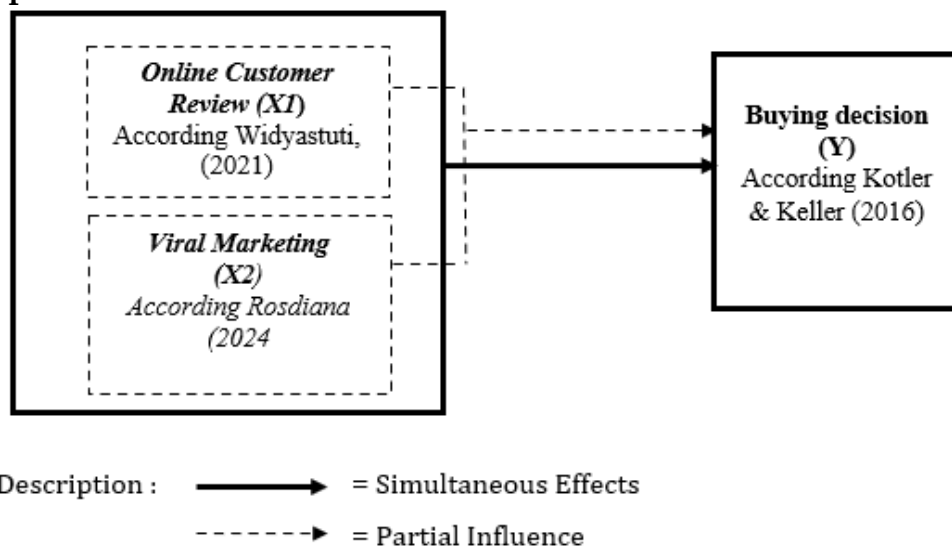 Online Customer
Review (X1)
According Widyastuti,
(2021)
Viral Marketing
(X2)
According Rosdiana
(2024
Buying decision
(Y)
According Kotler
& Keller (2016)
Description :
= Simultaneous Effects
= Partial Influence